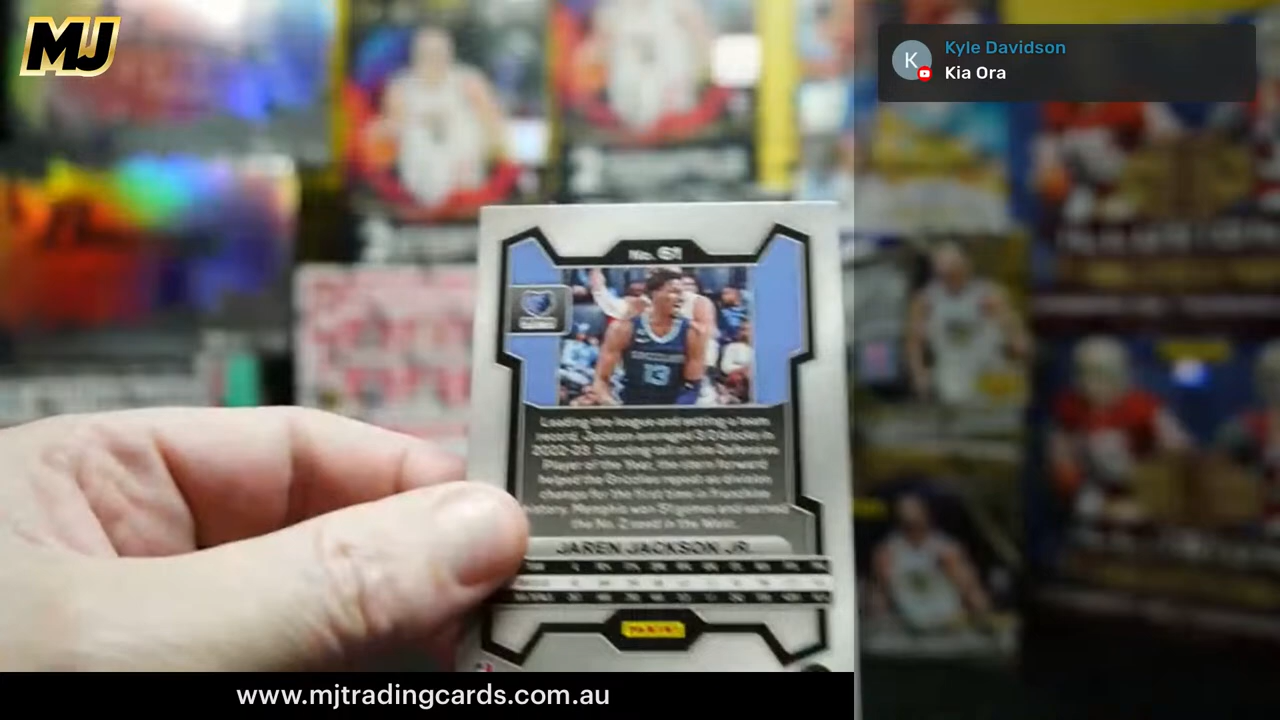 MJ
Kyle Davidson
K
Kia Ora
No. 61
GRIZZLIES
13
Leading the league and setting a team
record, Jackson averaged 3.0 blocks in
2022-23. Standing tall as the Defensive
Player of the Year, the stern forward
helped the Grizzlies repeat as division
champs for the first time in franchise
history. Memphis won 51 games and earned
the No. 2 seed in the West.
JAREN JACKSON JR.
PANINI
www.mjtradingcards.com.au